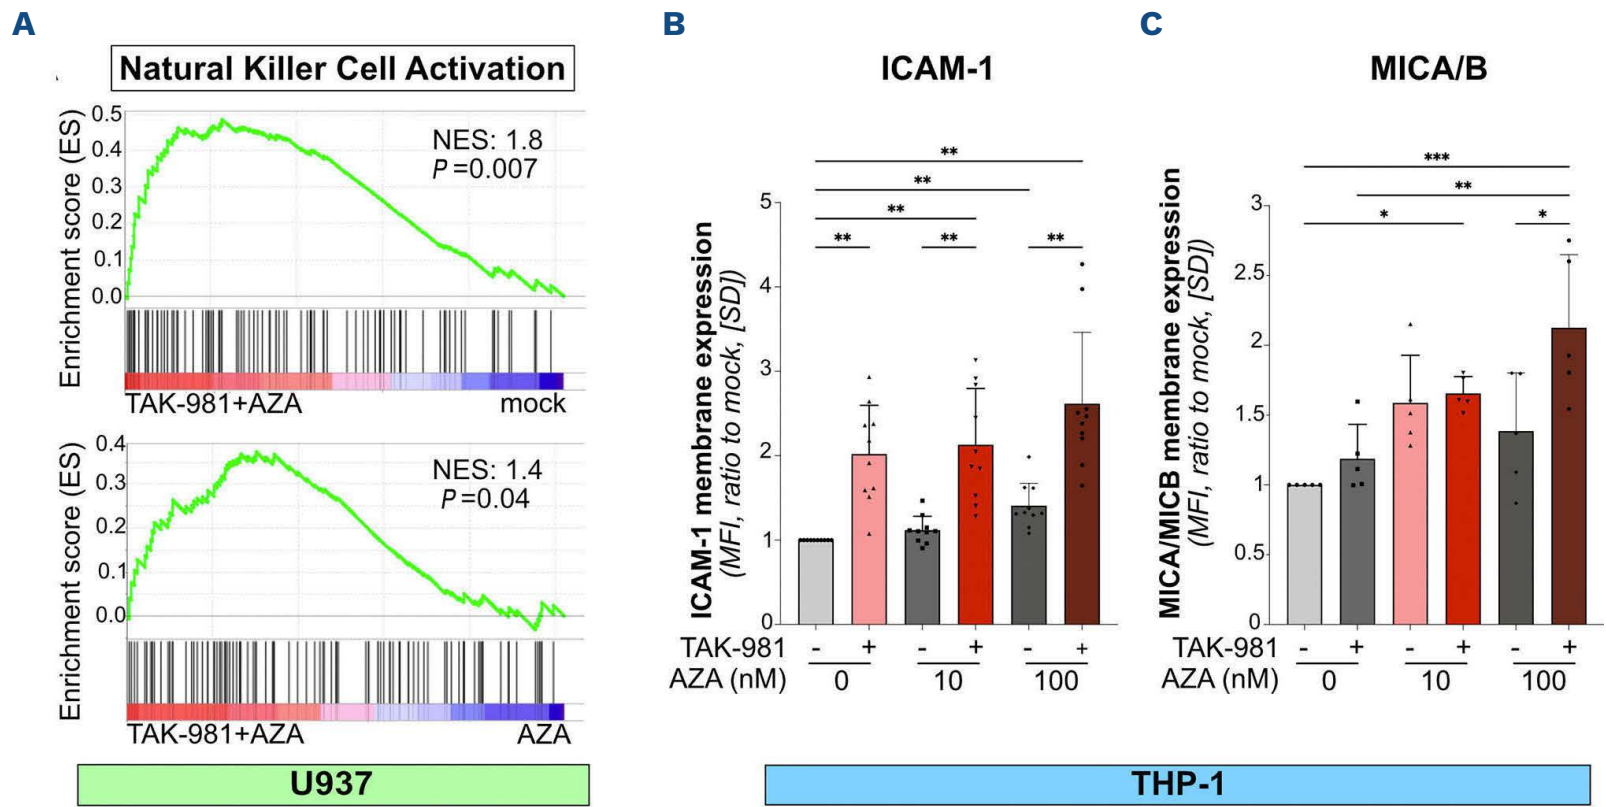 A
Natural Killer Cell Activation
Enrichment score (ES)
0.5
0.4
0.3
0.2
0.1
0.0
NES: 1.8
P=0.007
TAK-981+AZA
mock
Enrichment score (ES)
0.4
0.3
0.2
0.1
0.0
NES: 1.4
P=0.04
TAK-981+AZA
AZA
U937
B
ICAM-1
ICAM-1 membrane expression
(MFI, ratio to mock, [SD])
5
4
3
2
1
0
**
**
**
** ** **
TAK-981 - + - + - +
AZA (nM) 0 10 100
C
MICA/B
MICA/MICB membrane expression
(MFI, ratio to mock, [SD])
3
2.5
2
1.5
1
0.5
0
***
**
* *
TAK-981 - + - + - +
AZA (nM) 0 10 100
THP-1